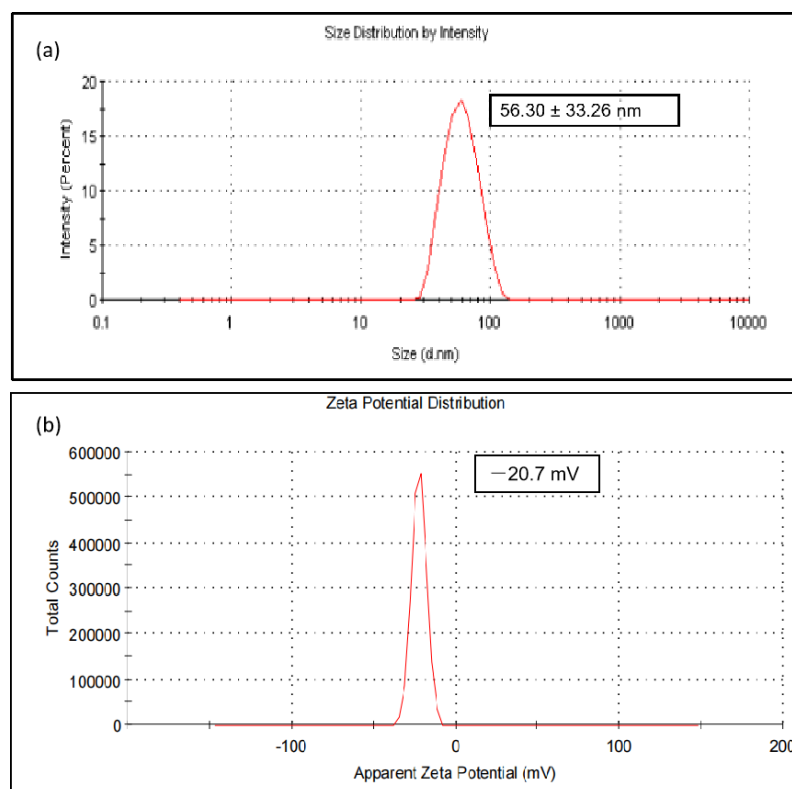 Size Distribution by Intensity
(a)
20
15
10
5
0
Intensity (Percent)
56.30 ± 33.26 nm
0.1 1 10 100 1000 10000
Size (d.nm)
Zeta Potential Distribution
(b)
600000
500000
400000
300000
200000
100000
0
Total Counts
−20.7 mV
-100 0 100 200
Apparent Zeta Potential (mV)